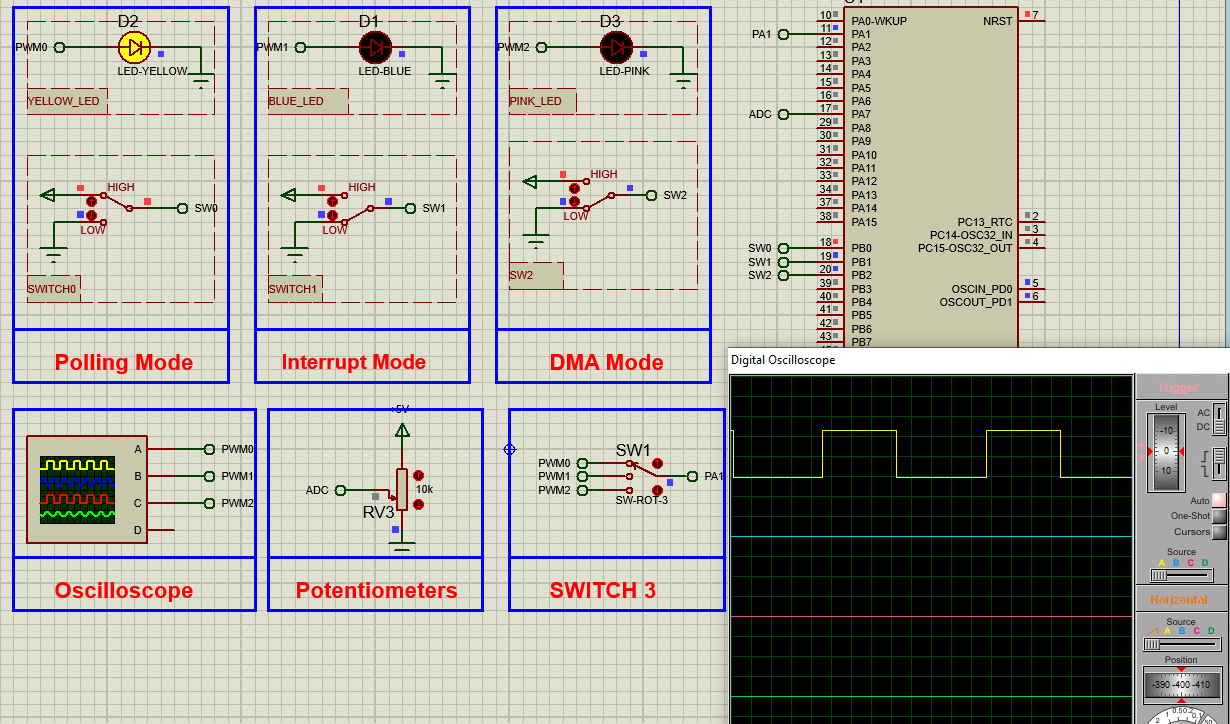 D2
PWM0
LED-YELLOW
YELLOW_LED
HIGH
SW0
LOW
SWITCH0
Polling Mode
D1
PWM1
LED-BLUE
BLUE_LED
HIGH
SW1
LOW
SWITCH1
Interrupt Mode
D3
PWM2
LED-PINK
PINK_LED
HIGH
SW2
LOW
SW2
DMA Mode
A PWM0
B PWM1
C PWM2
D
Oscilloscope
+5V
ADC
10k
RV3
Potentiometers
SW1
PWM0
PWM1
PWM2
PA1
SW-ROT-3
SWITCH 3
10 PA0-WKUP NRST 7
PA1 11 PA1
12 PA2
13 PA3
14 PA4
15 PA5
16 PA6
ADC 17 PA7
29 PA8
30 PA9
31 PA10
32 PA11
33 PA12
34 PA13
37 PA14
38 PA15 PC13_RTC 2
PC14-OSC32_IN 3
SW0 18 PB0 PC15-OSC32_OUT 4
SW1 19 PB1
SW2 20 PB2
39 PB3 OSCIN_PD0 5
40 PB4 OSCOUT_PD1 6
41 PB5
42 PB6
43 PB7
Digital Oscilloscope
Trigger
Level
AC
DC
-10
0
10
Auto
One-Shot
Cursors
Source
A B C D
Horizontal
Source
A B C D
Position
-390 -400 -410